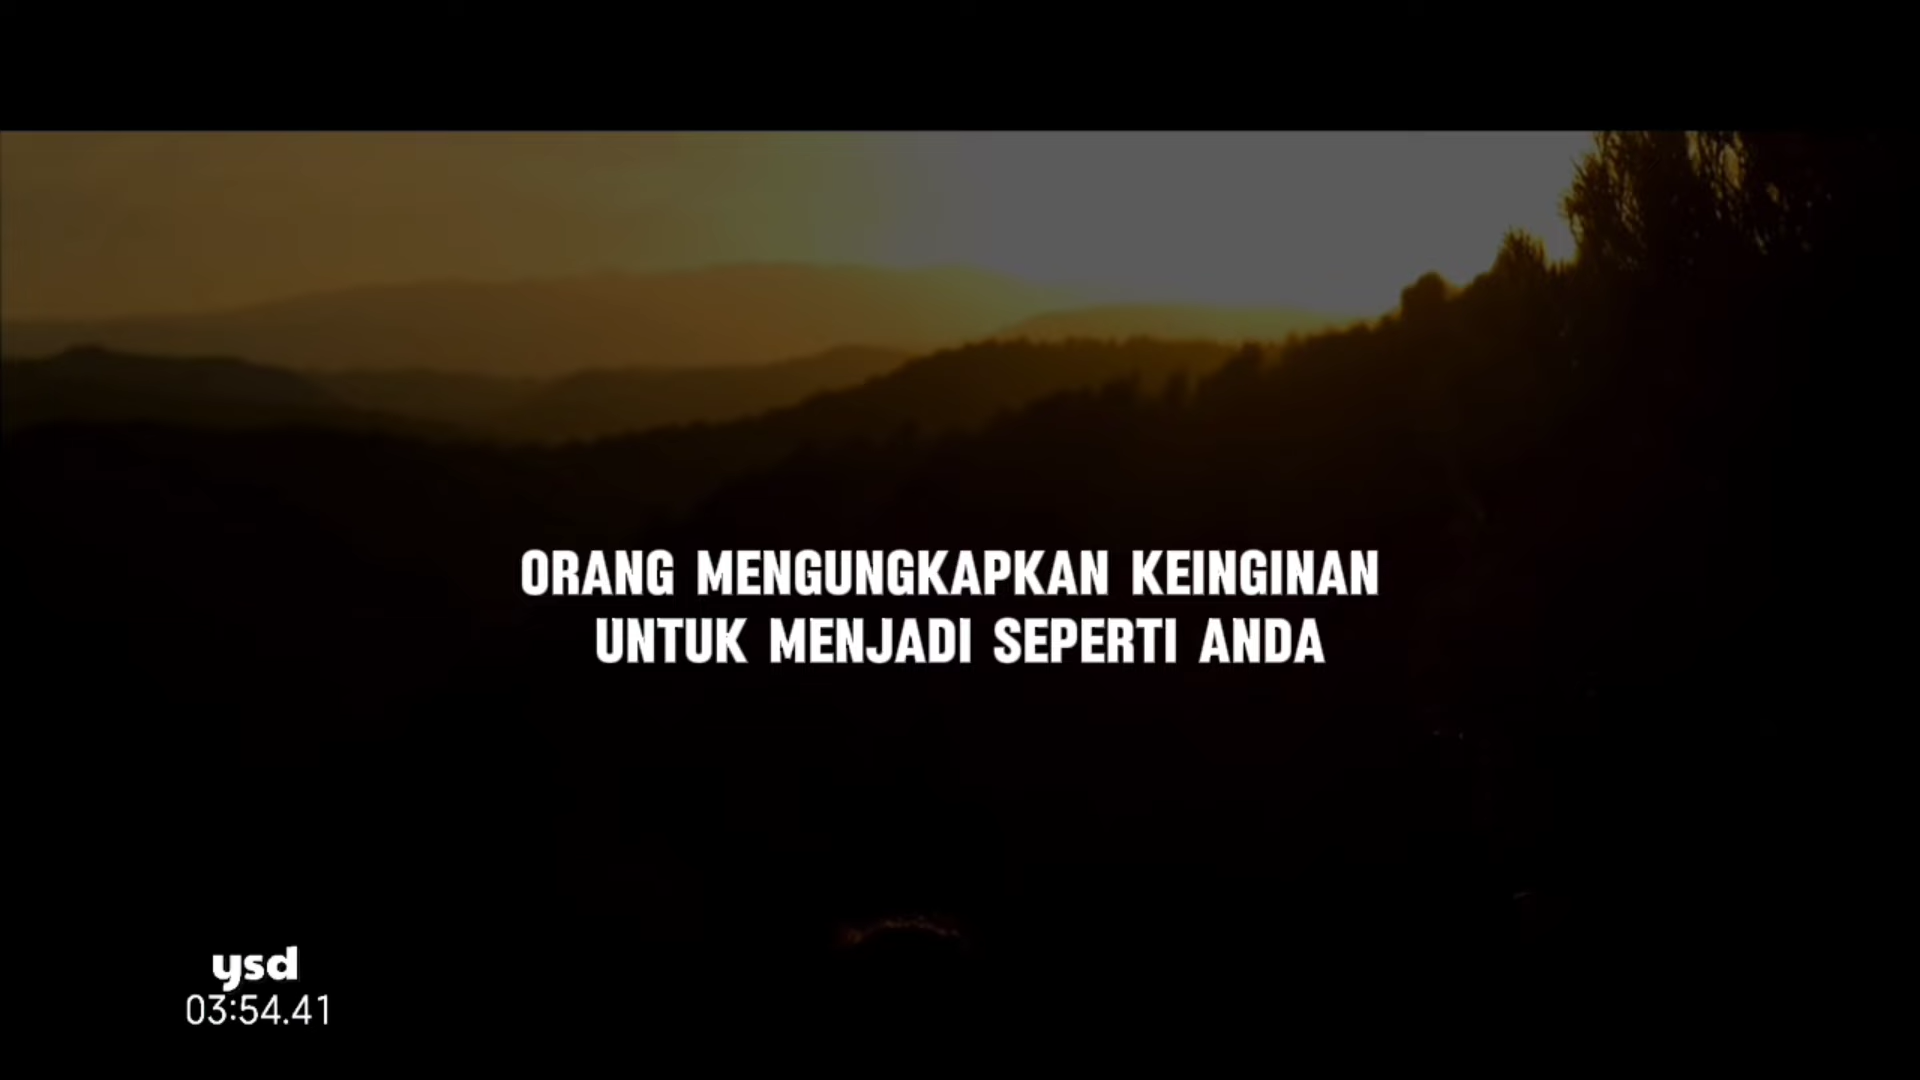 ORANG MENGUNGKAPKAN KEINGINAN
UNTUK MENJADI SEPERTI ANDA
ysd
03:54.41